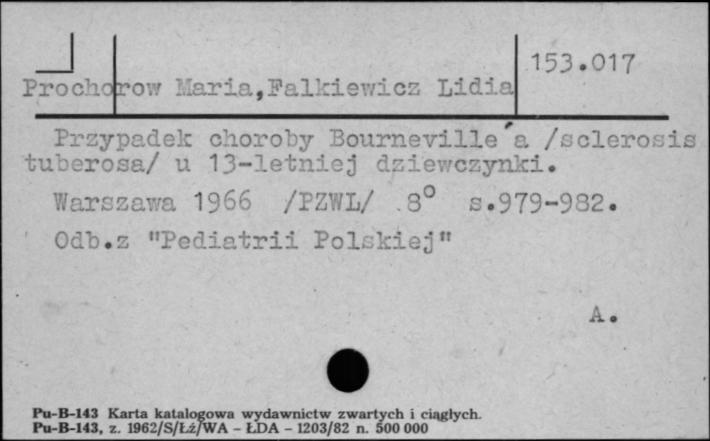 153.017
Prochorow Maria,Falkiewicz Lidia
Przypadek choroby Bourneville´a /sclerosis
tuberosa/ u 13-letniej dziewczynki.
Warszawa 1966 /PZWL/ 8° s.979-982.
Odb.z "Pediatrii Polskiej"
A.
Pu-B-143 Karta katalogowa wydawnictw zwartych i ciągłych.
Pu-B-143, z. 1962/S/Łź/WA - ŁDA - 1203/82 n. 500 000